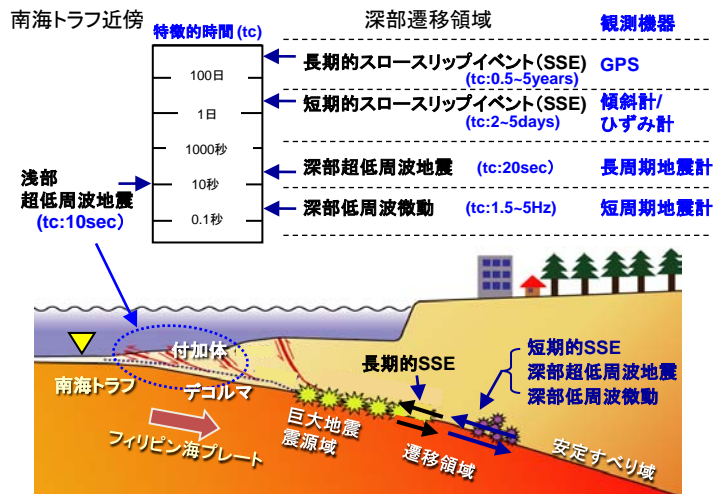 南海トラフ近傍
特徴的時間 (tc)
深部遷移領域
観測機器
100日
1日
1000秒
10秒
0.1秒
長期的スロースリップイベント(SSE)
(tc:0.5~5years)
GPS
短期的スロースリップイベント(SSE)
(tc:2~5days)
傾斜計/
ひずみ計
深部超低周波地震
(tc:20sec)
長周期地震計
深部低周波微動
(tc:1.5~5Hz)
短周期地震計
浅部
超低周波地震
(tc:10sec)
付加体
南海トラフ
デコルマ
フィリピン海プレート
巨大地震
震源域
長期的SSE
短期的SSE
深部超低周波地震
深部低周波微動
遷移領域
安定すべり域